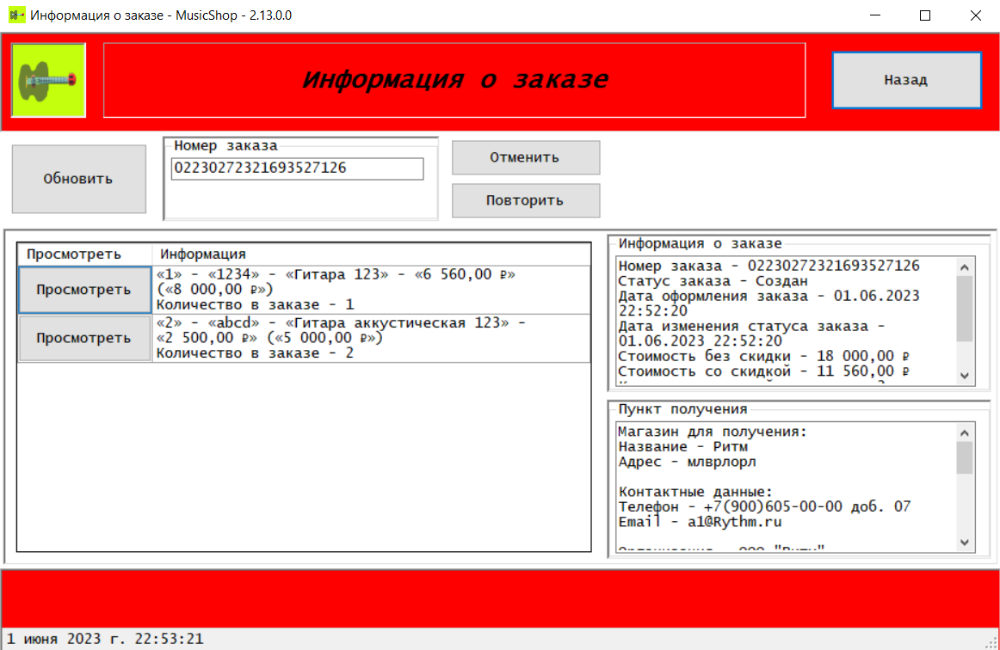 Информация о заказе - MusicShop - 2.13.0.0
Информация о заказе
Назад
Обновить
Номер заказа
02230272321693527126
Отменить
Повторить
Просмотреть
Информация
Просмотреть
«1» - «1234» - «Гитара 123» - «6 560,00 ₽»
(«8 000,00 ₽»)
Количество в заказе - 1
Просмотреть
«2» - «abcd» - «Гитара аккустическая 123» -
«2 500,00 ₽» («5 000,00 ₽»)
Количество в заказе - 2
Информация о заказе
Номер заказа - 02230272321693527126
Статус заказа - Создан
Дата оформления заказа - 01.06.2023
22:52:20
Дата изменения статуса заказа -
01.06.2023 22:52:20
Стоимость без скидки - 18 000,00 ₽
Стоимость со скидкой - 11 560,00 ₽
Пункт получения
Магазин для получения:
Название - Ритм
Адрес - млврлорл
Контактные данные:
Телефон - +7(900)605-00-00 доб. 07
Email - a1@Rythm.ru
1 июня 2023 г. 22:53:21